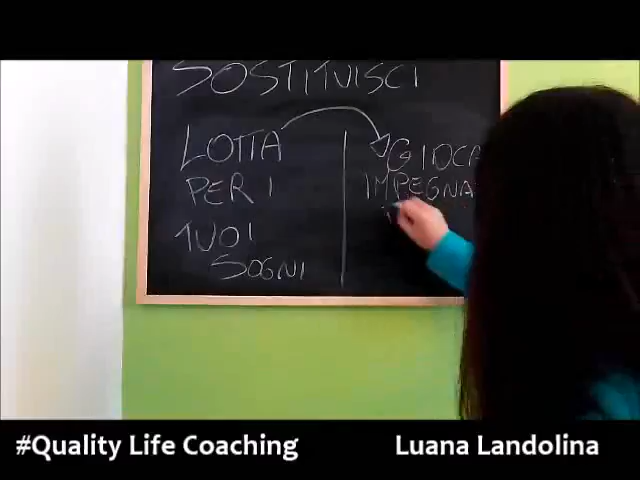 SOSTITUISCI
LOTTA
PER I
TUOI
SOGNI
GIOCA
IMPEGNA
#Quality Life Coaching
Luana Landolina